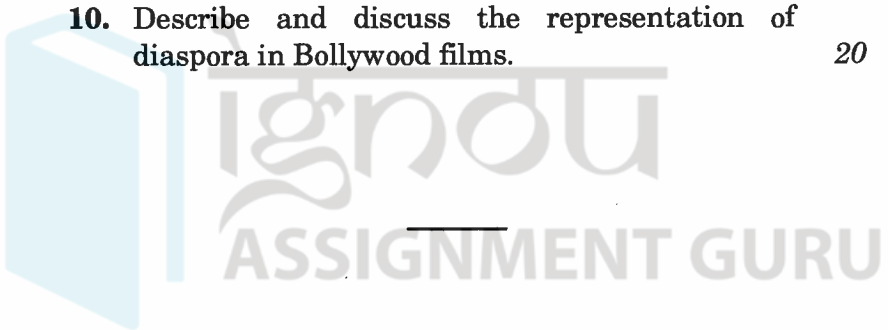 10. Describe and discuss the representation of
diaspora in Bollywood films. 20
ignou
ASSIGNMENT GURU